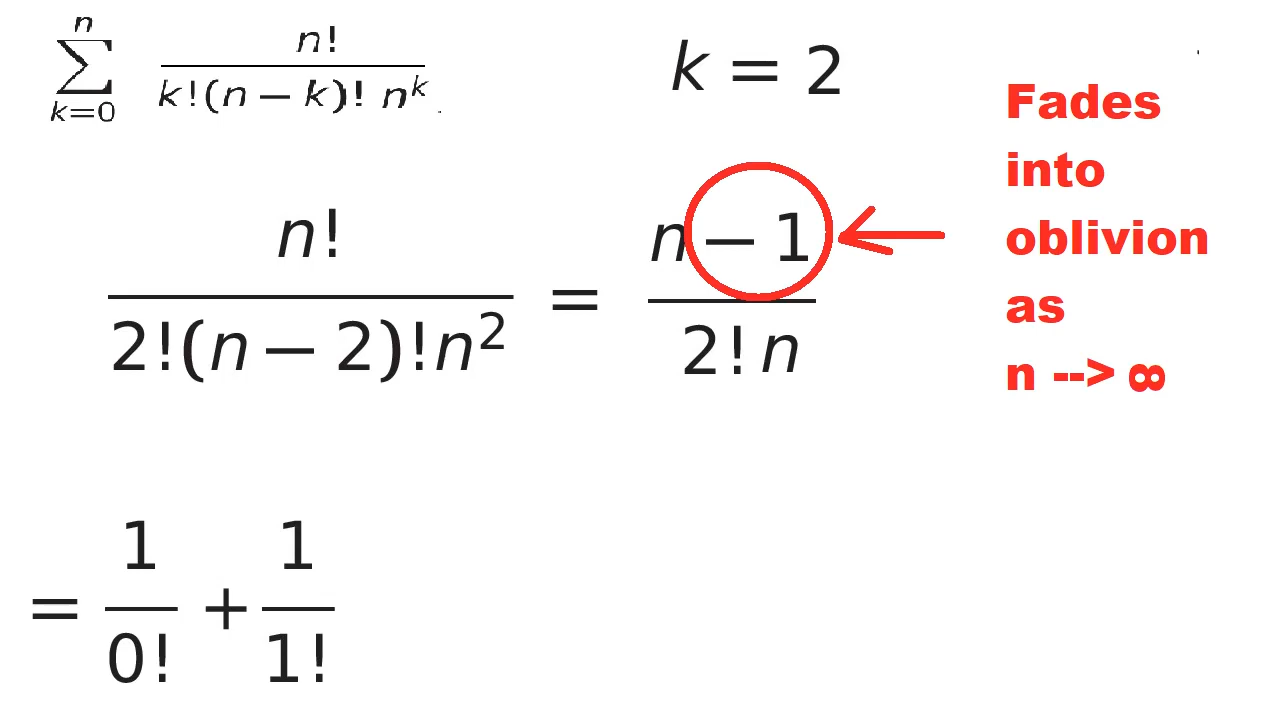 n
∑ n! / k!(n − k)! n^k
k=0
k = 2
n! / 2!(n − 2)!n² = n − 1 / 2! n
Fades
into
oblivion
as
n --> ∞
= 1/0! + 1/1!